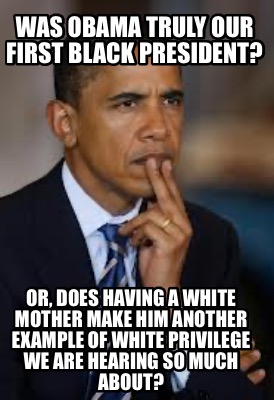 WAS OBAMA TRULY OUR
FIRST BLACK PRESIDENT?
OR, DOES HAVING A WHITE
MOTHER MAKE HIM ANOTHER
EXAMPLE OF WHITE PRIVILEGE
WE ARE HEARING SO MUCH
ABOUT?